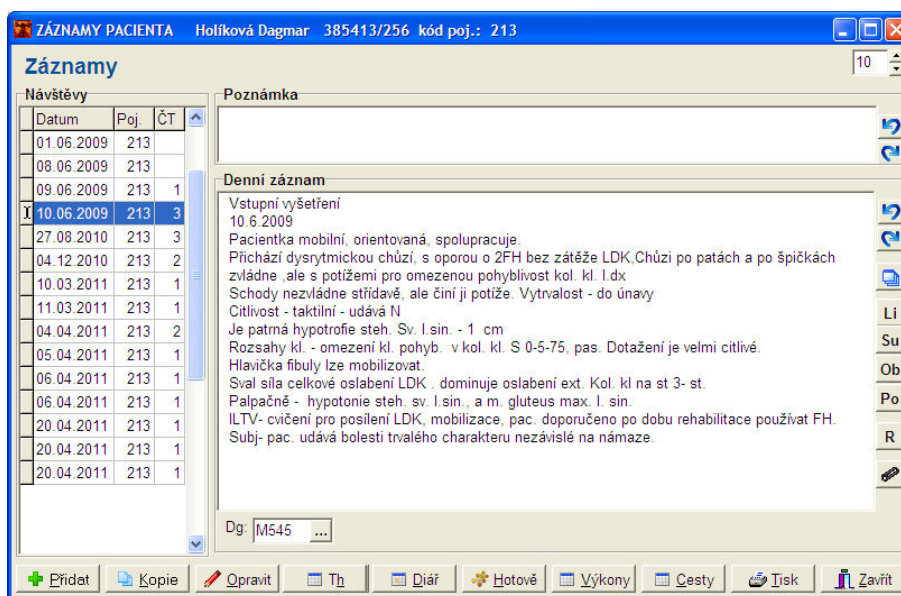 ZÁZNAMY PACIENTA Holíková Dagmar 385413/256 kód poj.: 213
Záznamy
10
Návštěvy
Datum Poj. ČT
01.06.2009 213
08.06.2009 213
09.06.2009 213 1
10.06.2009 213 3
27.08.2010 213 3
04.12.2010 213 2
10.03.2011 213 1
11.03.2011 213 1
04.04.2011 213 2
05.04.2011 213 1
06.04.2011 213 1
06.04.2011 213 1
20.04.2011 213 1
20.04.2011 213 1
20.04.2011 213 1
Poznámka
Denní záznam
Vstupní vyšetření
10.6.2009
Pacientka mobilní, orientovaná, spolupracuje.
Přichází dysrytmickou chůzí, s oporou o 2FH bez zátěže LDK,Chůzi po patách a po špičkách
zvládne ,ale s potížemi pro omezenou pohyblivost kol. kl. l.dx
Schody nezvládne střídavě, ale činí ji potíže. Vytrvalost - do únavy
Citlivost - taktilní - udává N
Je patrná hypotrofie steh. Sv. l.sin. - 1 cm
Rozsahy kl. - omezení kl. pohyb. v kol. kl. S 0-5-75, pas. Dotažení je velmi citlivé.
Hlavička fibuly lze mobilizovat.
Sval síla celkové oslabení LDK . dominuje oslabení ext. Kol. kl na st 3- st.
Palpačně - hypotonie steh. sv. l.sin., a m. gluteus max. l. sin.
ILTV- cvičení pro posílení LDK, mobilizace, pac. doporučeno po dobu rehabilitace používat FH.
Subj- pac. udává bolesti trvalého charakteru nezávislé na námaze.
Li
Su
Ob
Po
R
Dg: M545 ...
Přidat Kopie Opravit Th Diář Hotově Výkony Cesty Tisk Zavřít